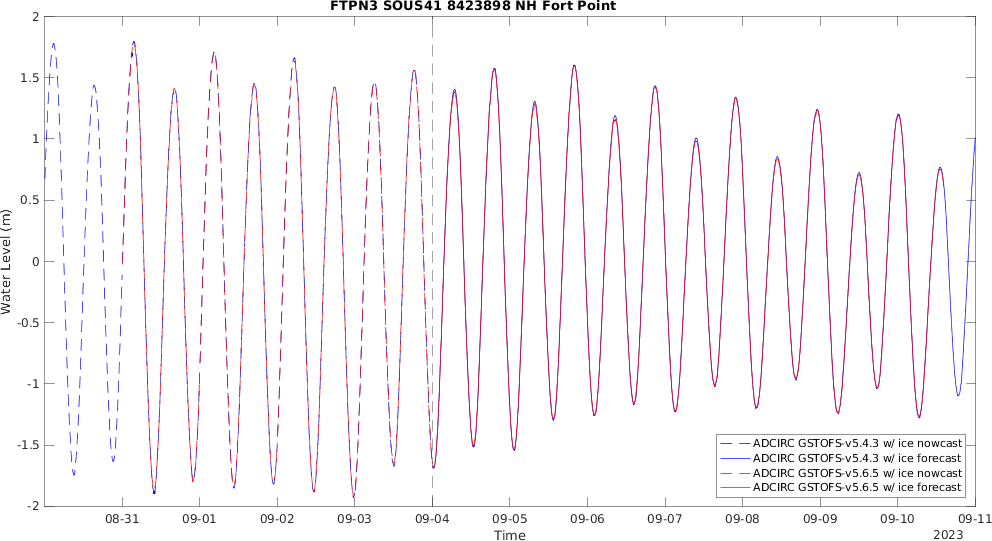 FTPN3 SOUS41 8423898 NH Fort Point
Water Level (m)
2
1.5
1
0.5
0
-0.5
-1
-1.5
-2
ADCIRC GSTOFS-v5.4.3 w/ ice nowcast
ADCIRC GSTOFS-v5.4.3 w/ ice forecast
ADCIRC GSTOFS-v5.6.5 w/ ice nowcast
ADCIRC GSTOFS-v5.6.5 w/ ice forecast
08-31 09-01 09-02 09-03 09-04 09-05 09-06 09-07 09-08 09-09 09-10 09-11
Time
2023